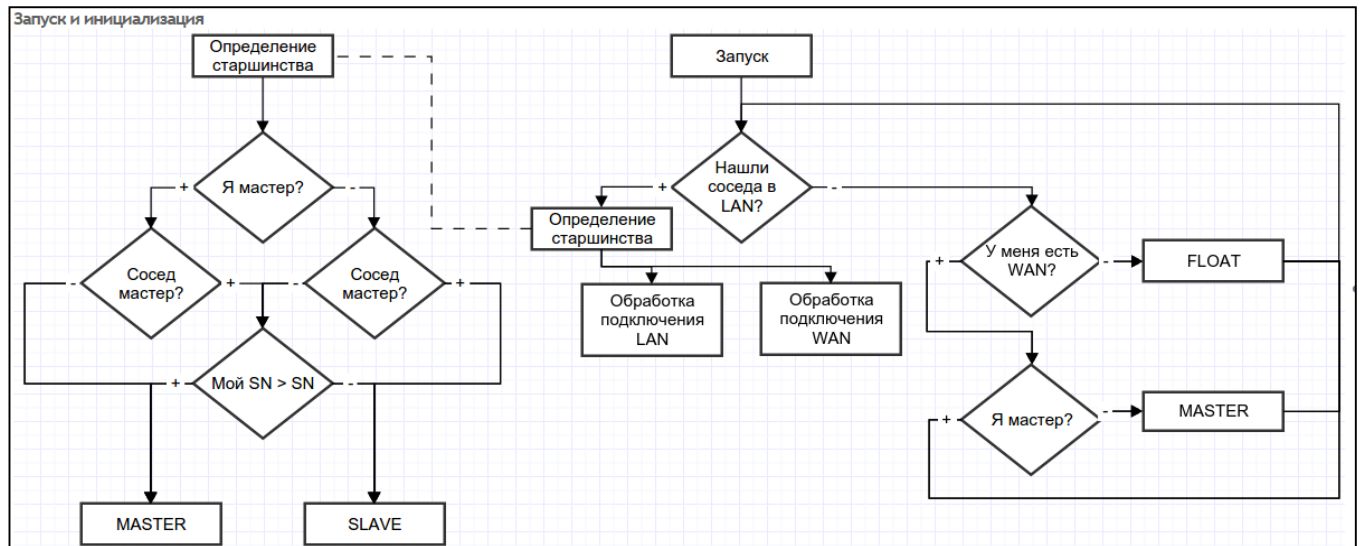 Запуск и инициализация
Определение
старшинства
Запуск
Я мастер?
+
-
Нашли
соседа в
LAN?
+
-
Определение
старшинства
Сосед
мастер?
-
+
Сосед
мастер?
-
+
У меня есть
WAN?
+
-
FLOAT
Обработка
подключения
LAN
Обработка
подключения
WAN
Мой SN > SN
+
-
Я мастер?
+
-
MASTER
MASTER
SLAVE